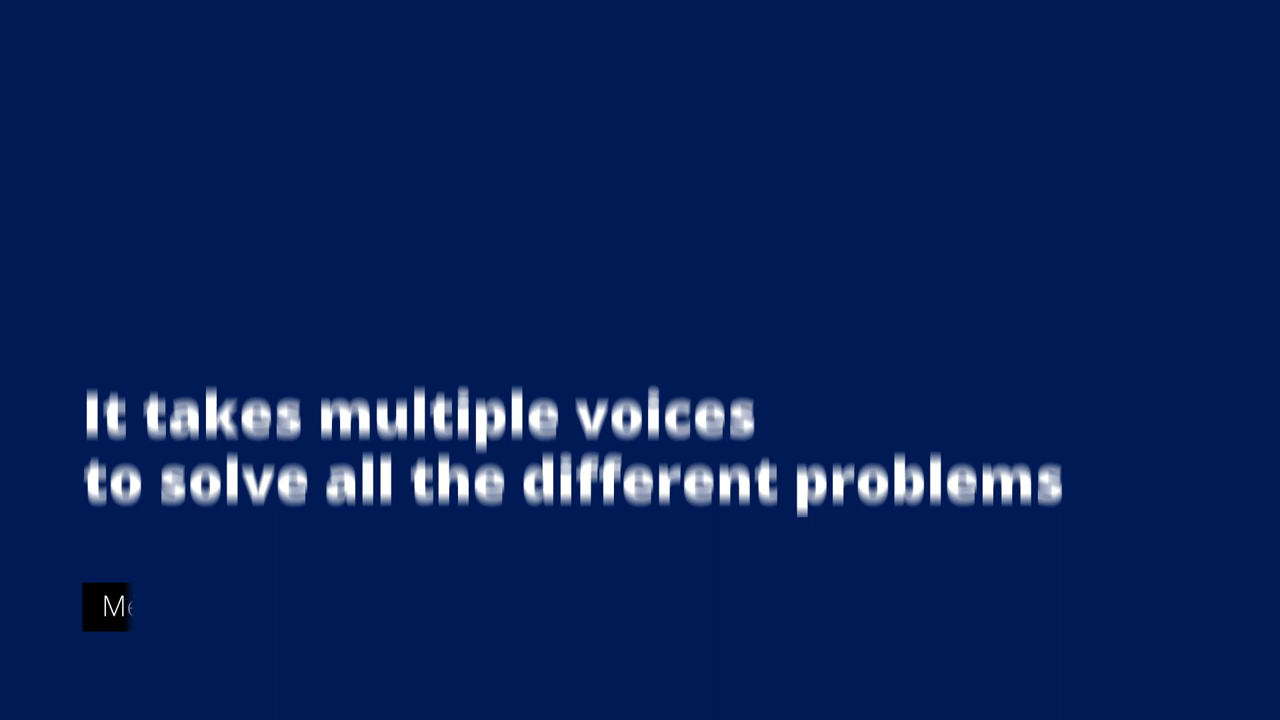 It takes multiple voices
to solve all the different problems